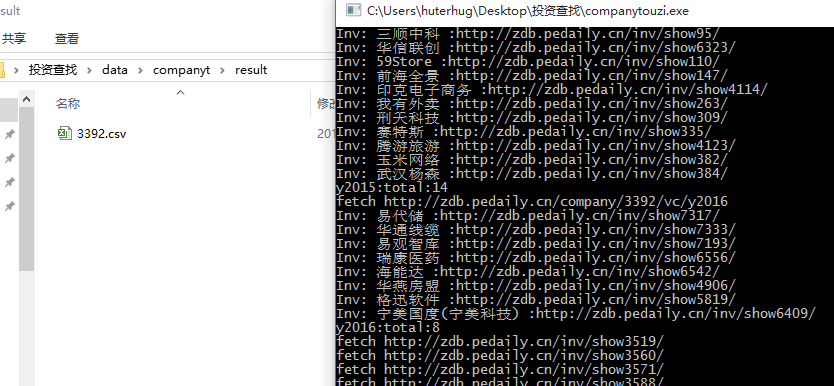 sult
共享
查看
投资查找 > data > companyt > result
名称
修改
3392.csv
201
C:\Users\huterhug\Desktop\投资查找\companytouzi.exe
Inv: 三顺中科 :http://zdb.pedaily.cn/inv/show95/
Inv: 华信联创 :http://zdb.pedaily.cn/inv/show6323/
Inv: 59Store :http://zdb.pedaily.cn/inv/show110/
Inv: 前海全景 :http://zdb.pedaily.cn/inv/show147/
Inv: 印克电子商务 :http://zdb.pedaily.cn/inv/show4114/
Inv: 我有外卖 :http://zdb.pedaily.cn/inv/show263/
Inv: 刑天科技 :http://zdb.pedaily.cn/inv/show309/
Inv: 赛特斯 :http://zdb.pedaily.cn/inv/show335/
Inv: 腾游旅游 :http://zdb.pedaily.cn/inv/show4123/
Inv: 玉米网络 :http://zdb.pedaily.cn/inv/show382/
Inv: 武汉杨森 :http://zdb.pedaily.cn/inv/show384/
y2015:total:14
fetch http://zdb.pedaily.cn/company/3392/vc/y2016
Inv: 易代储 :http://zdb.pedaily.cn/inv/show7317/
Inv: 华通线缆 :http://zdb.pedaily.cn/inv/show7333/
Inv: 易观智库 :http://zdb.pedaily.cn/inv/show7193/
Inv: 瑞康医药 :http://zdb.pedaily.cn/inv/show6556/
Inv: 海能达 :http://zdb.pedaily.cn/inv/show6542/
Inv: 华燕房盟 :http://zdb.pedaily.cn/inv/show4906/
Inv: 格迅软件 :http://zdb.pedaily.cn/inv/show5819/
Inv: 宁美国度(宁美科技) :http://zdb.pedaily.cn/inv/show6409/
y2016:total:8
fetch http://zdb.pedaily.cn/inv/show3519/
fetch http://zdb.pedaily.cn/inv/show3560/
fetch http://zdb.pedaily.cn/inv/show3571/
fetch http://zdb.pedaily.cn/inv/show3588/